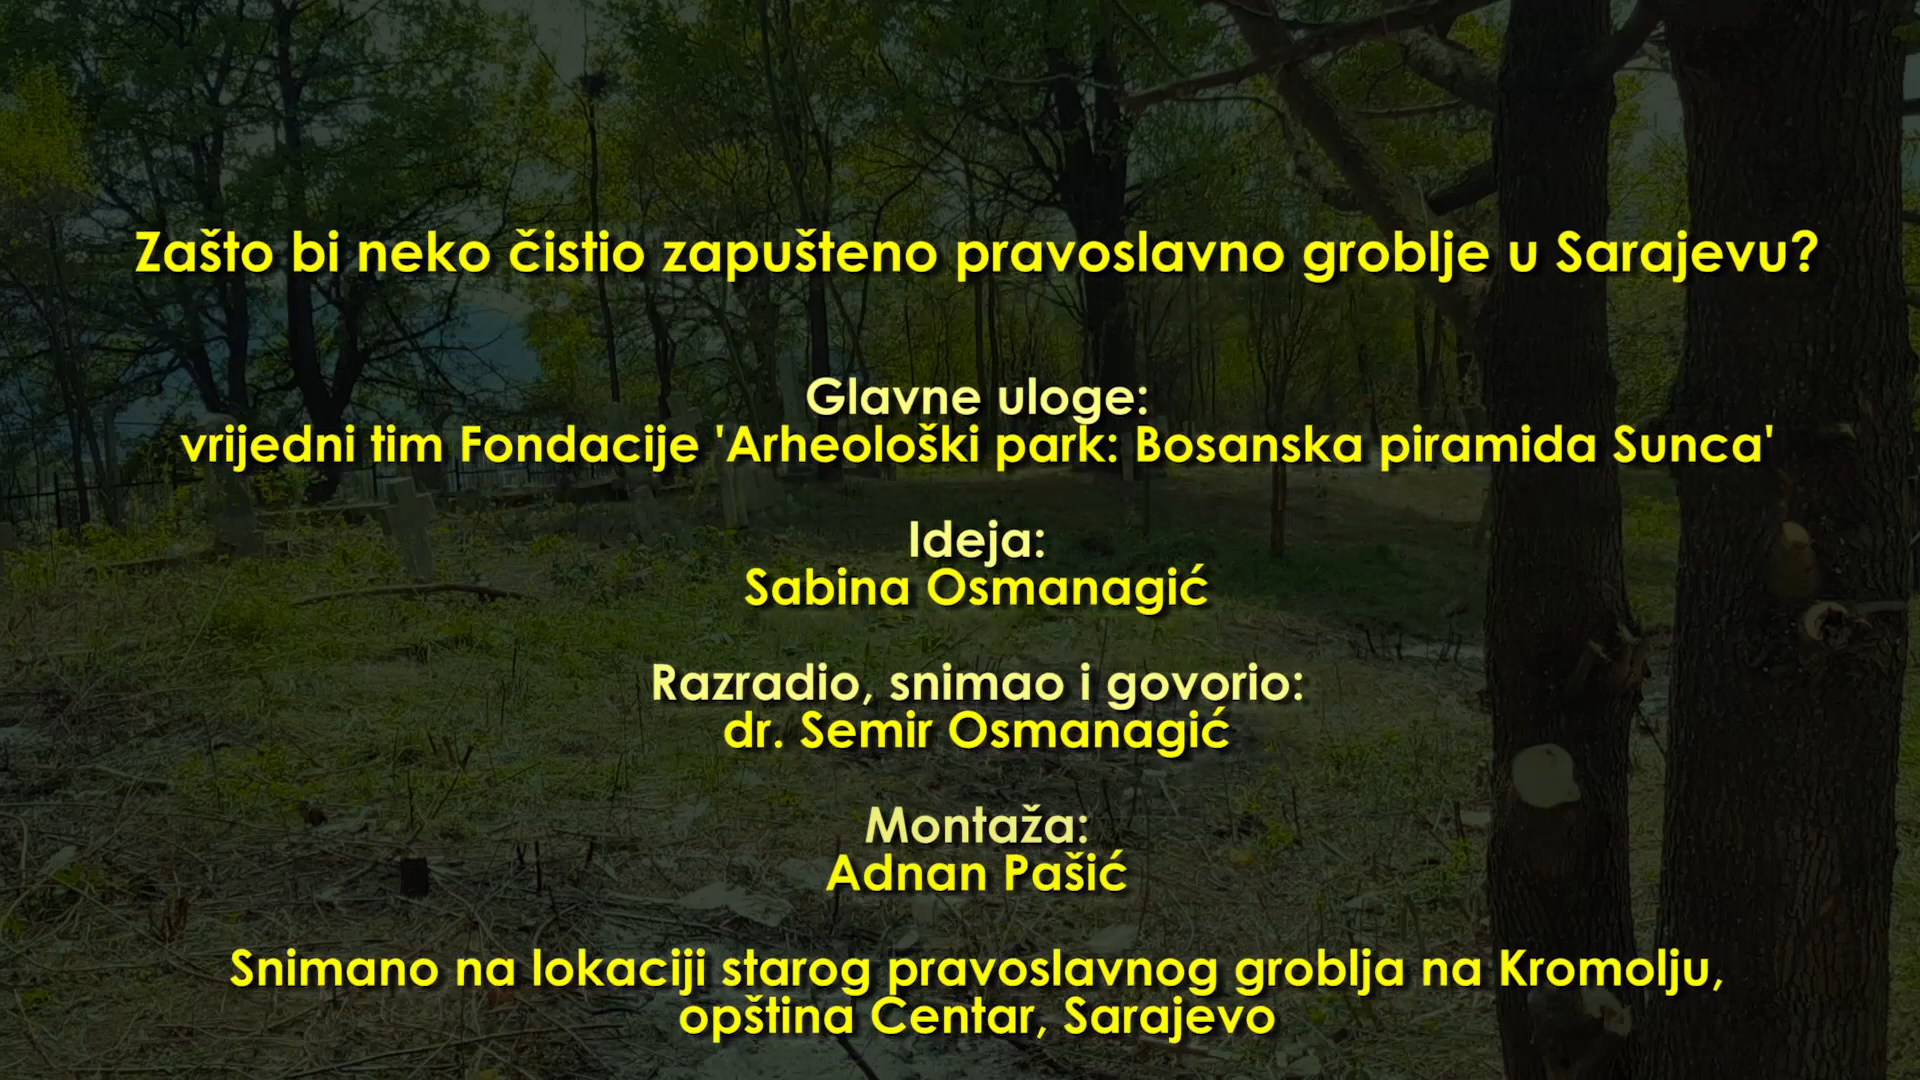 Zašto bi neko čistio zapušteno pravoslavno groblje u Sarajevu?
Glavne uloge:
vrijedni tim Fondacije 'Arheološki park: Bosanska piramida Sunca'
Ideja:
Sabina Osmanagić
Razradio, snimao i govorio:
dr. Semir Osmanagić
Montaža:
Adnan Pašić
Snimano na lokaciji starog pravoslavnog groblja na Kromolju,
opština Centar, Sarajevo